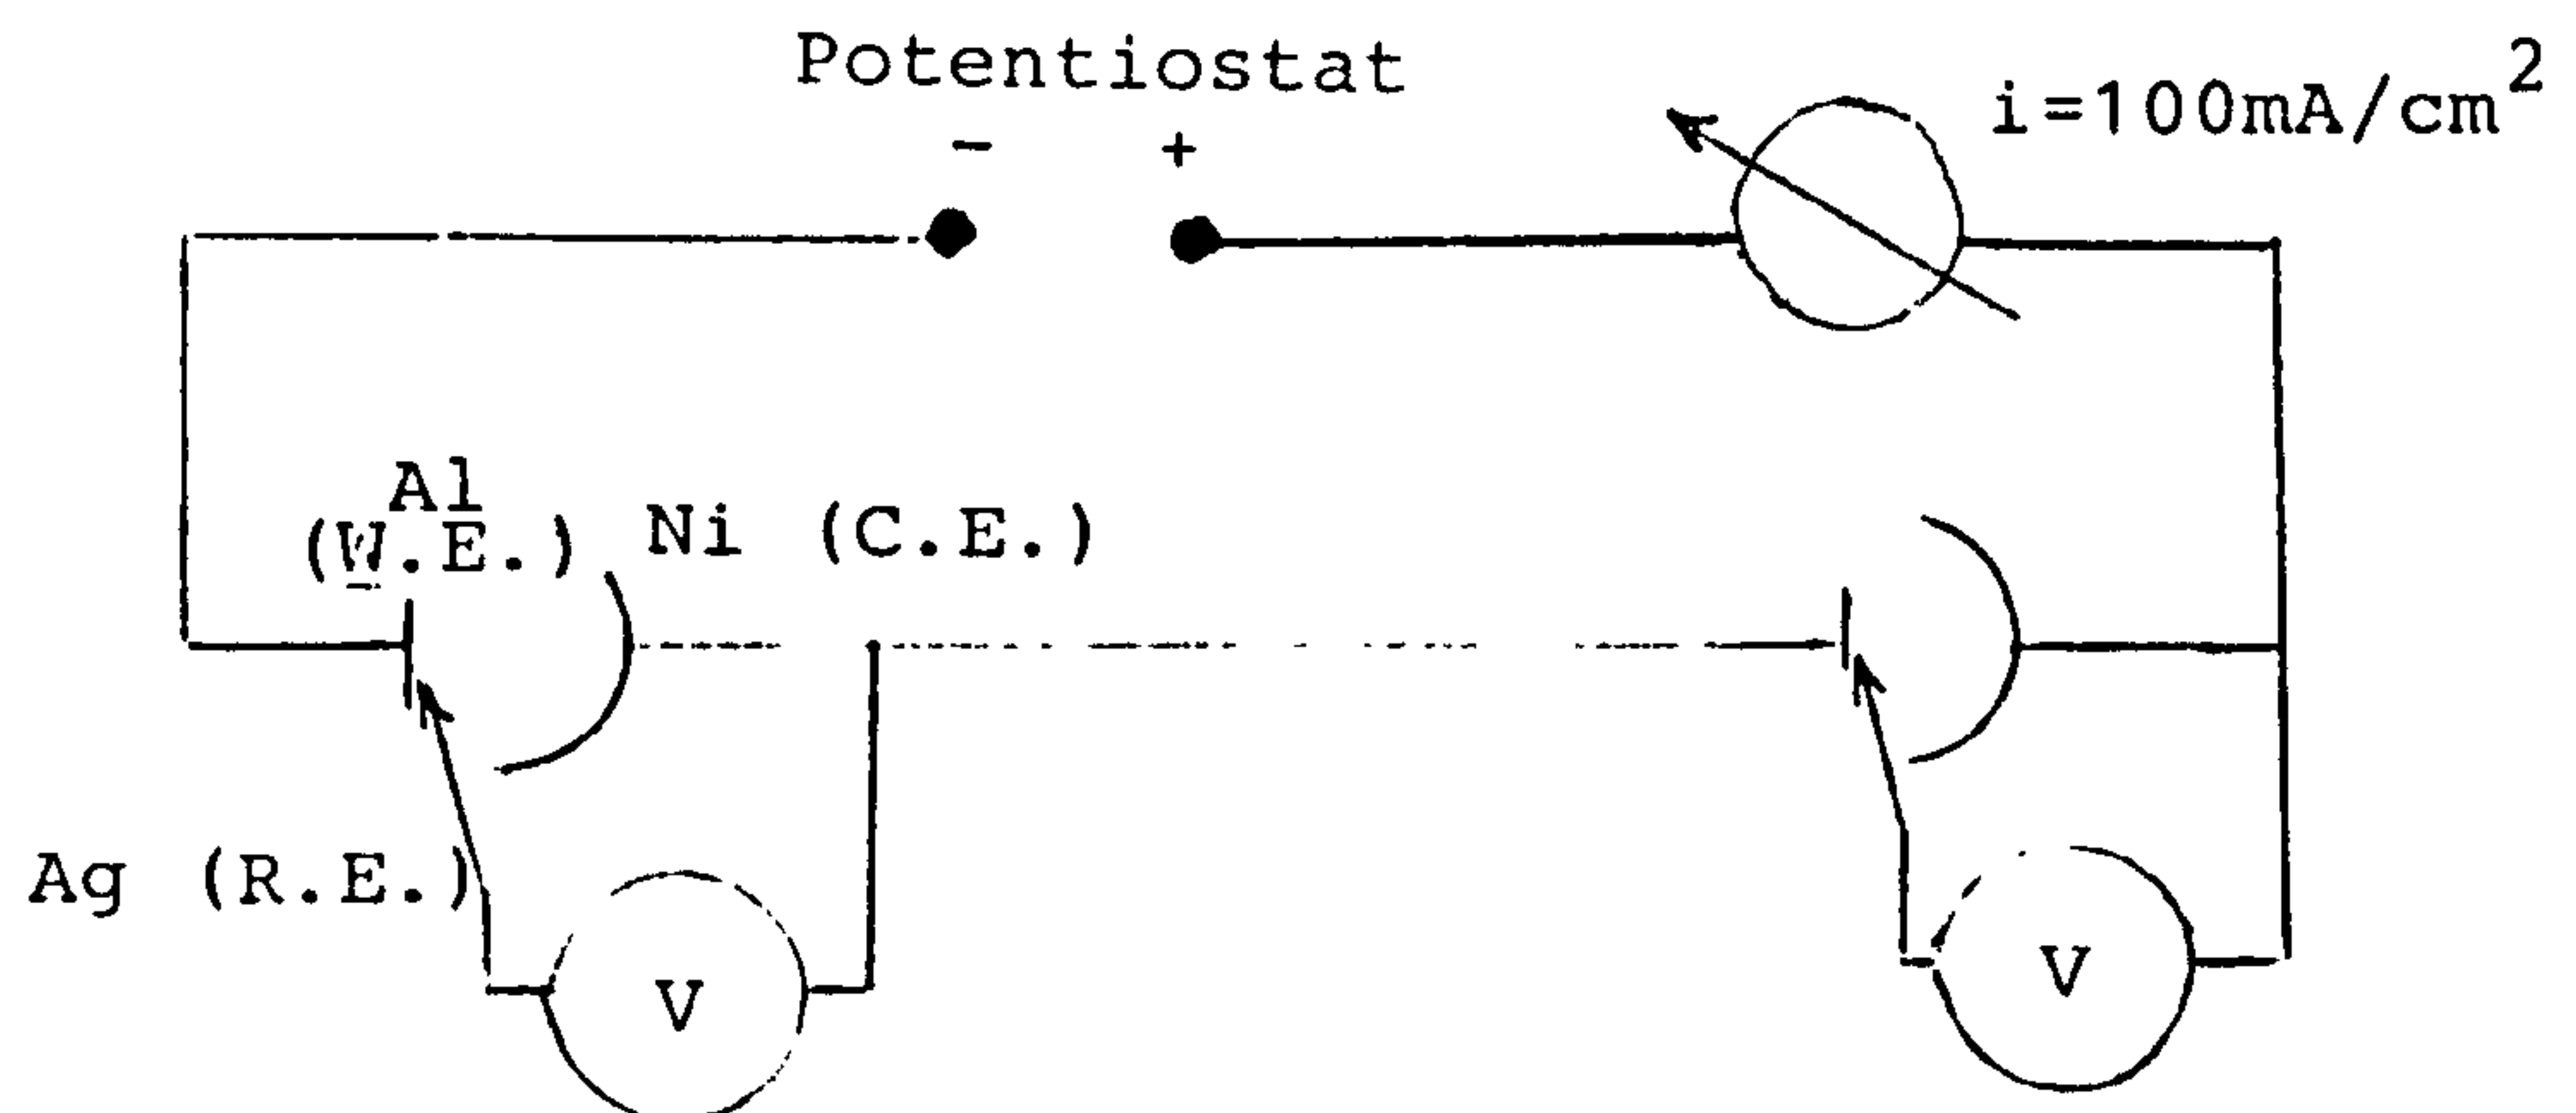 Potentiostat
- +
i=100mA/cm²
Al
(W.E.)
Ni (C.E.)
Ag (R.E.)
V
V